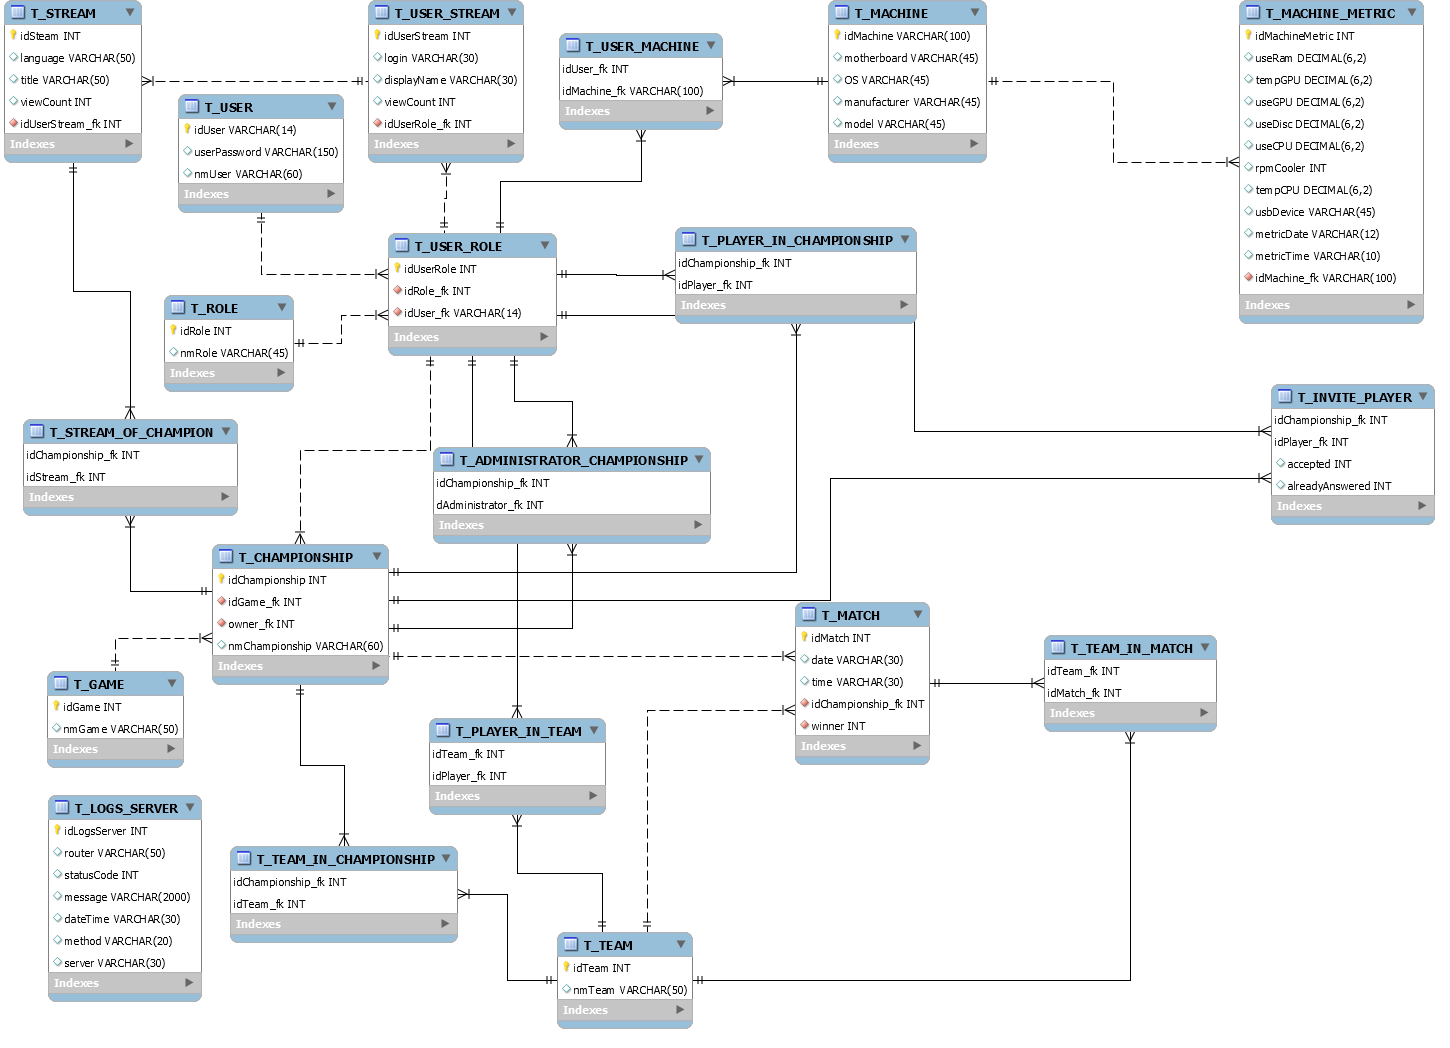 T_STREAM
idSteam INT
language VARCHAR(50)
title VARCHAR(50)
viewCount INT
idUserStream_fk INT
Indexes
T_USER_STREAM
idUserStream INT
login VARCHAR(30)
displayName VARCHAR(30)
viewCount INT
idUserRole_fk INT
Indexes
T_USER_MACHINE
idUser_fk INT
idMachine_fk VARCHAR(100)
Indexes
T_MACHINE
idMachine VARCHAR(100)
motherboard VARCHAR(45)
OS VARCHAR(45)
manufacturer VARCHAR(45)
model VARCHAR(45)
Indexes
T_MACHINE_METRIC
idMachineMetric INT
useRam DECIMAL(6,2)
tempGPU DECIMAL(6,2)
useGPU DECIMAL(6,2)
useDisc DECIMAL(6,2)
useCPU DECIMAL(6,2)
rpmCooler INT
tempCPU DECIMAL(6,2)
usbDevice VARCHAR(45)
metricDate VARCHAR(12)
metricTime VARCHAR(10)
idMachine_fk VARCHAR(100)
Indexes
T_USER
idUser VARCHAR(14)
userPassword VARCHAR(150)
nmUser VARCHAR(60)
Indexes
T_USER_ROLE
idUserRole INT
idRole_fk INT
idUser_fk VARCHAR(14)
Indexes
T_PLAYER_IN_CHAMPIONSHIP
idChampionship_fk INT
idPlayer_fk INT
Indexes
T_ROLE
idRole INT
nmRole VARCHAR(45)
Indexes
T_INVITE_PLAYER
idChampionship_fk INT
idPlayer_fk INT
accepted INT
alreadyAnswered INT
Indexes
T_STREAM_OF_CHAMPION
idChampionship_fk INT
idStream_fk INT
Indexes
T_ADMINISTRATOR_CHAMPIONSHIP
idChampionship_fk INT
dAdministrator_fk INT
Indexes
T_CHAMPIONSHIP
idChampionship INT
idGame_fk INT
owner_fk INT
nmChampionship VARCHAR(60)
Indexes
T_MATCH
idMatch INT
date VARCHAR(30)
time VARCHAR(30)
idChampionship_fk INT
winner INT
Indexes
T_TEAM_IN_MATCH
idTeam_fk INT
idMatch_fk INT
Indexes
T_GAME
idGame INT
nmGame VARCHAR(50)
Indexes
T_PLAYER_IN_TEAM
idTeam_fk INT
idPlayer_fk INT
Indexes
T_LOGS_SERVER
idLogsServer INT
router VARCHAR(50)
statusCode INT
message VARCHAR(2000)
dateTime VARCHAR(30)
method VARCHAR(20)
server VARCHAR(30)
Indexes
T_TEAM_IN_CHAMPIONSHIP
idChampionship_fk INT
idTeam_fk INT
Indexes
T_TEAM
idTeam INT
nmTeam VARCHAR(50)
Indexes